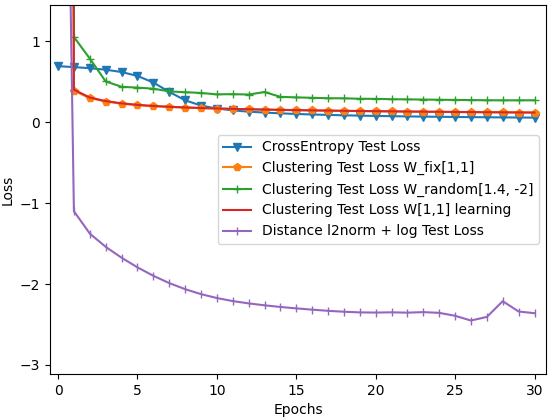 1
0
−1
−2
−3
Loss
0
5
10
15
20
25
30
Epochs
CrossEntropy Test Loss
Clustering Test Loss W_fix[1,1]
Clustering Test Loss W_random[1.4, -2]
Clustering Test Loss W[1,1] learning
Distance l2norm + log Test Loss